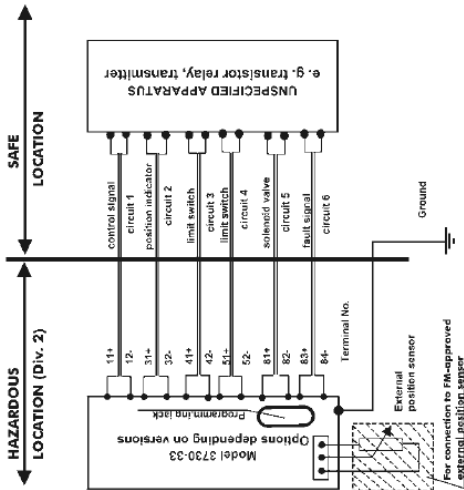 SAFE
LOCATION
HAZARDOUS
LOCATION (Div. 2)
UNSPECIFIED APPARATUS
e. g. transistor relay, transmitter
control signal
circuit 1
position indicator
circuit 2
limit switch
circuit 3
limit switch
circuit 4
solenoid valve
circuit 5
fault signal
circuit 6
Ground
11+
12-
31+
32-
41+
42-
51+
52-
81+
82-
83+
84-
Terminal No.
Model 3730-33
Options depending on versions
Programming jack
External
position sensor
For connection to FM-approved
external position sensor